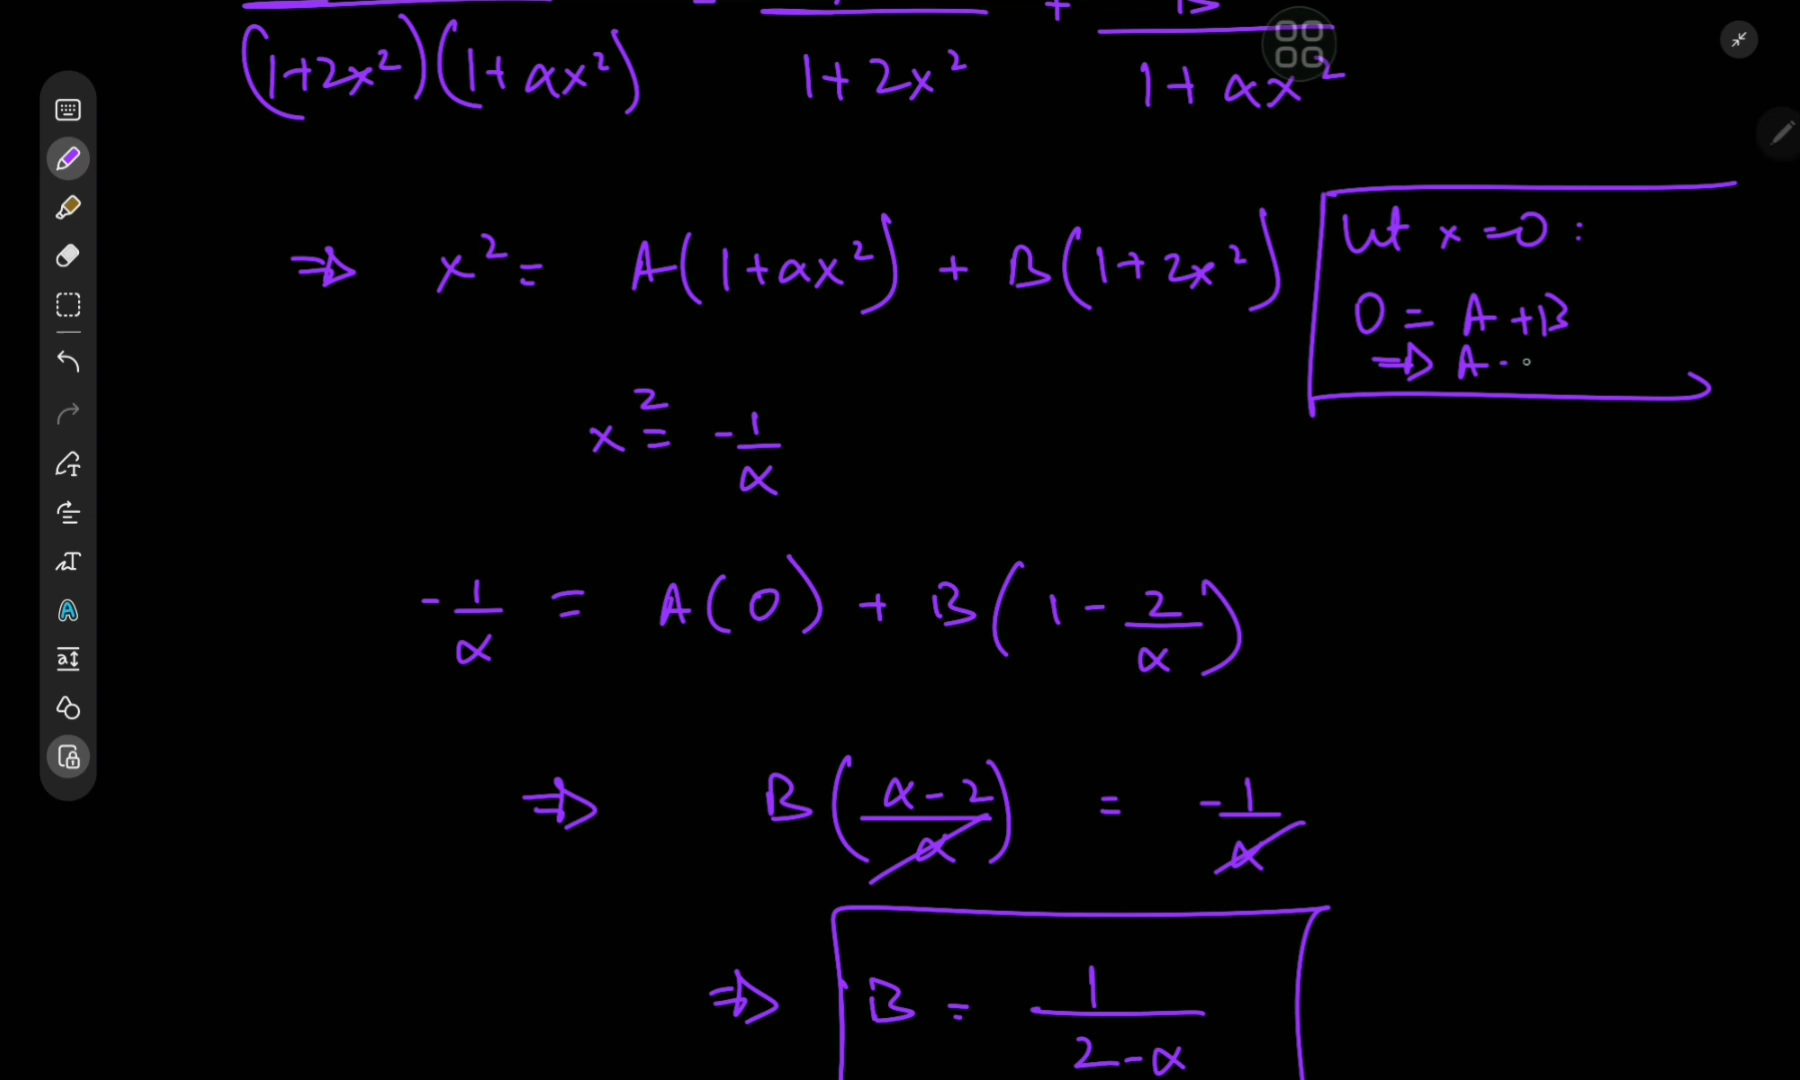 (1+2x²)(1+αx²) 1+2x² + 1+αx²
⇒ x² = A(1+αx²) + B(1+2x²)
Let x=0:
0 = A+B
⇒ A -
x² = -1/α
-1/α = A(0) + B(1 - 2/α)
⇒ B((α-2)/α) = -1/α
⇒ B = 1/(2-α)